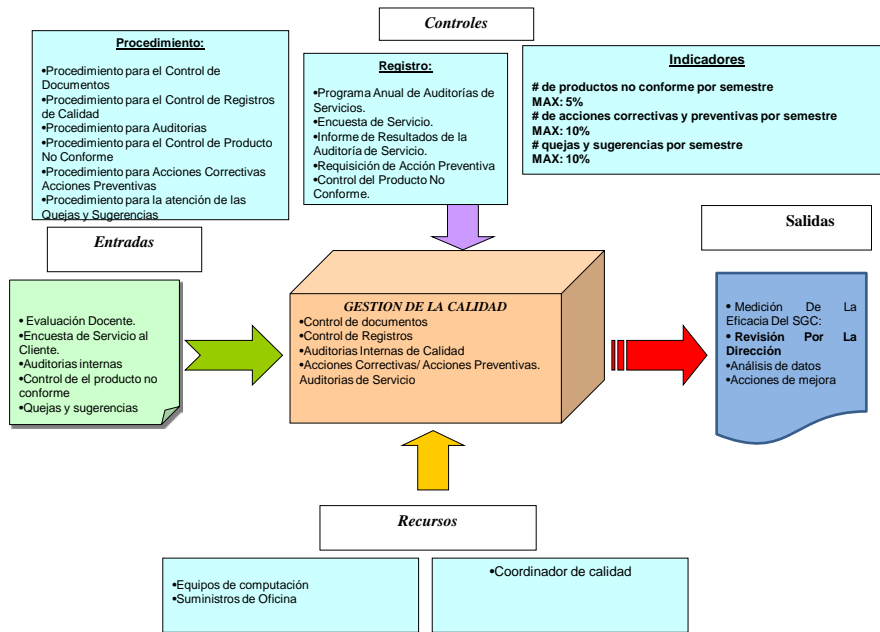 Controles
Procedimiento:
•Procedimiento para el Control de
Documentos
•Procedimiento para el Control de Registros
de Calidad
•Procedimiento para Auditorias
•Procedimiento para el Control de Producto
No Conforme
•Procedimiento para Acciones Correctivas
Acciones Preventivas
•Procedimiento para la atención de las
Quejas y Sugerencias
Registro:
•Programa Anual de Auditorías de
Servicios.
•Encuesta de Servicio.
•Informe de Resultados de la
Auditoría de Servicio.
•Requisición de Acción Preventiva
•Control del Producto No
Conforme.
Indicadores
# de productos no conforme por semestre
MAX: 5%
# de acciones correctivas y preventivas por semestre
MAX: 10%
# quejas y sugerencias por semestre
MAX: 10%
Entradas
• Evaluación Docente.
•Encuesta de Servicio al
Cliente.
•Auditorias internas
•Control de el producto no
conforme
•Quejas y sugerencias
GESTION DE LA CALIDAD
•Control de documentos
•Control de Registros
•Auditorias Internas de Calidad
•Acciones Correctivas/ Acciones Preventivas.
Auditorias de Servicio
Salidas
• Medición De La
Eficacia Del SGC:
• Revisión Por La
Dirección
•Análisis de datos
•Acciones de mejora
Recursos
•Equipos de computación
•Suministros de Oficina
•Coordinador de calidad